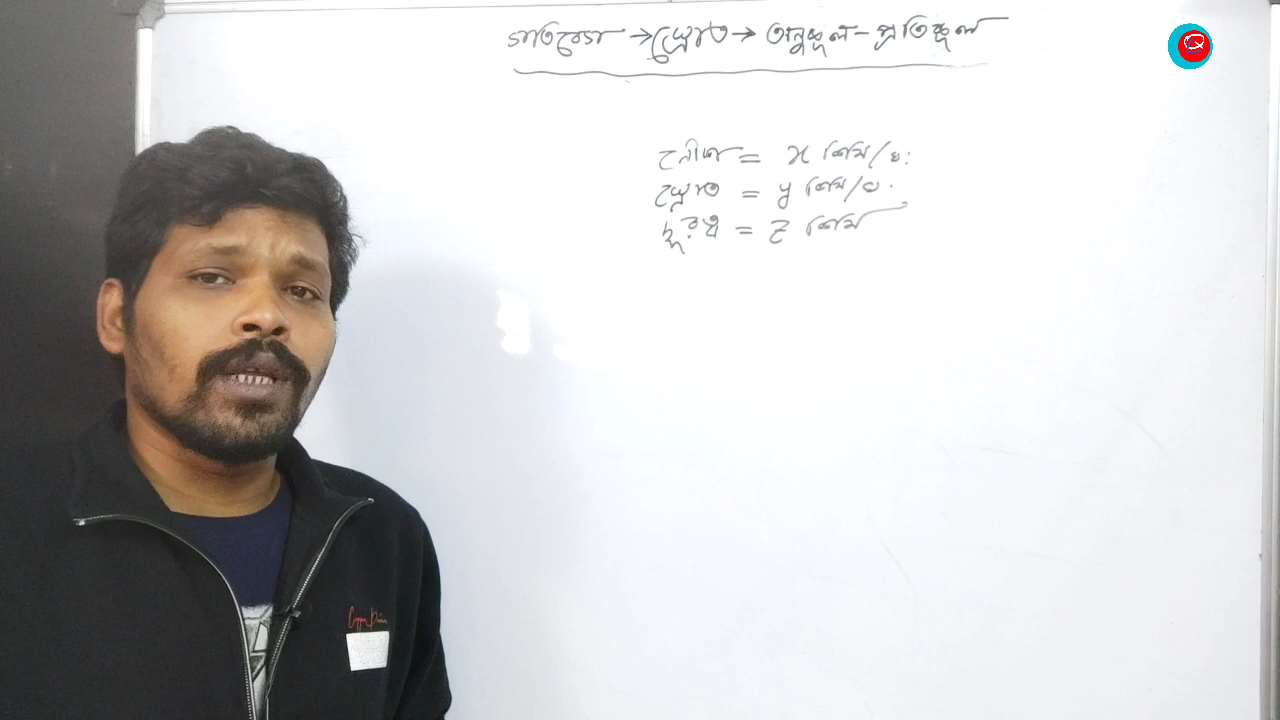 গতিবেগ → স্রোত → অনুকূল - প্রতিকূল
নৌকা = x কিমি/ঘ:
স্রোত = y কিমি/ঘ.
দূরত্ব = z কিমি